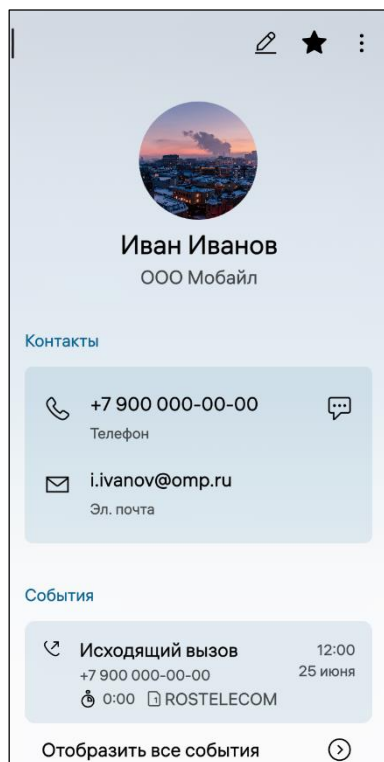 Иван Иванов
ООО Мобайл
Контакты
+7 900 000-00-00
Телефон
i.ivanov@omp.ru
Эл. почта
События
Исходящий вызов 12:00
+7 900 000-00-00 25 июня
0:00 1 ROSTELECOM
Отобразить все события